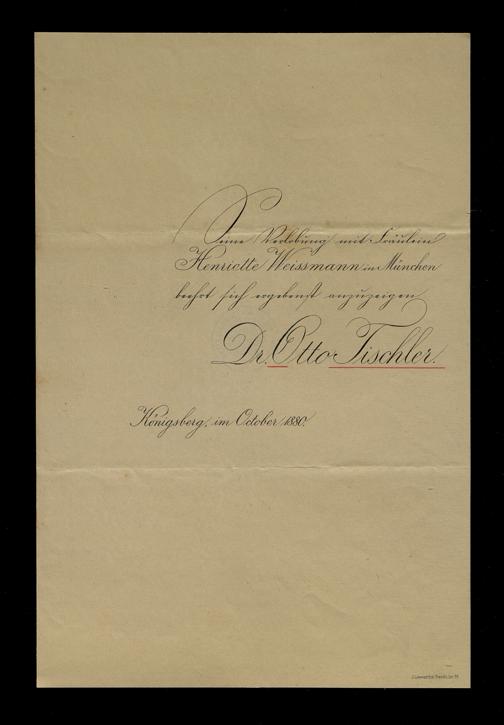 Seine Verlobung mit Fräulein
Henriette Weissmann in München
beehrt sich ergebenst anzuzeigen
Dr. Otto Tischler.
Königsberg, im October 1880.